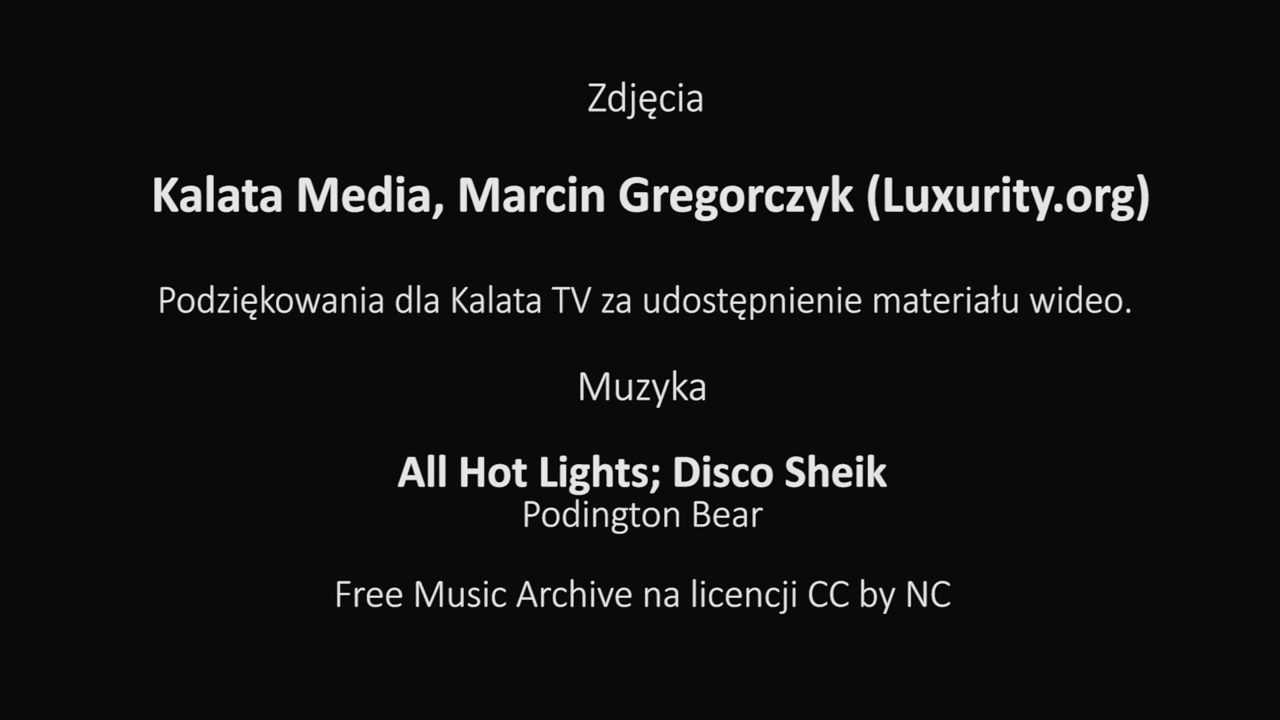 Zdjęcia
Kalata Media, Marcin Gregorczyk (Luxurity.org)
Podziękowania dla Kalata TV za udostępnienie materiału wideo.
Muzyka
All Hot Lights; Disco Sheik
Podington Bear
Free Music Archive na licencji CC by NC